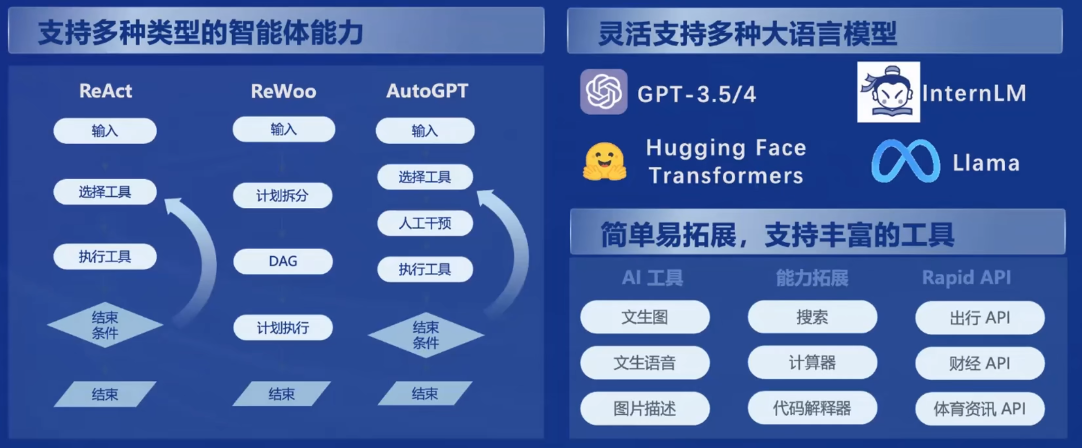 支持多种类型的智能体能力
ReAct
输入
选择工具
执行工具
结束
条件
结束
ReWoo
输入
计划拆分
DAG
计划执行
结束
AutoGPT
输入
选择工具
人工干预
执行工具
结束
条件
结束
灵活支持多种大语言模型
GPT-3.5/4
InternLM
Hugging Face
Transformers
Llama
简单易拓展，支持丰富的工具
AI 工具
文生图
文生语音
图片描述
能力拓展
搜索
计算器
代码解释器
Rapid API
出行 API
财经 API
体育资讯 API